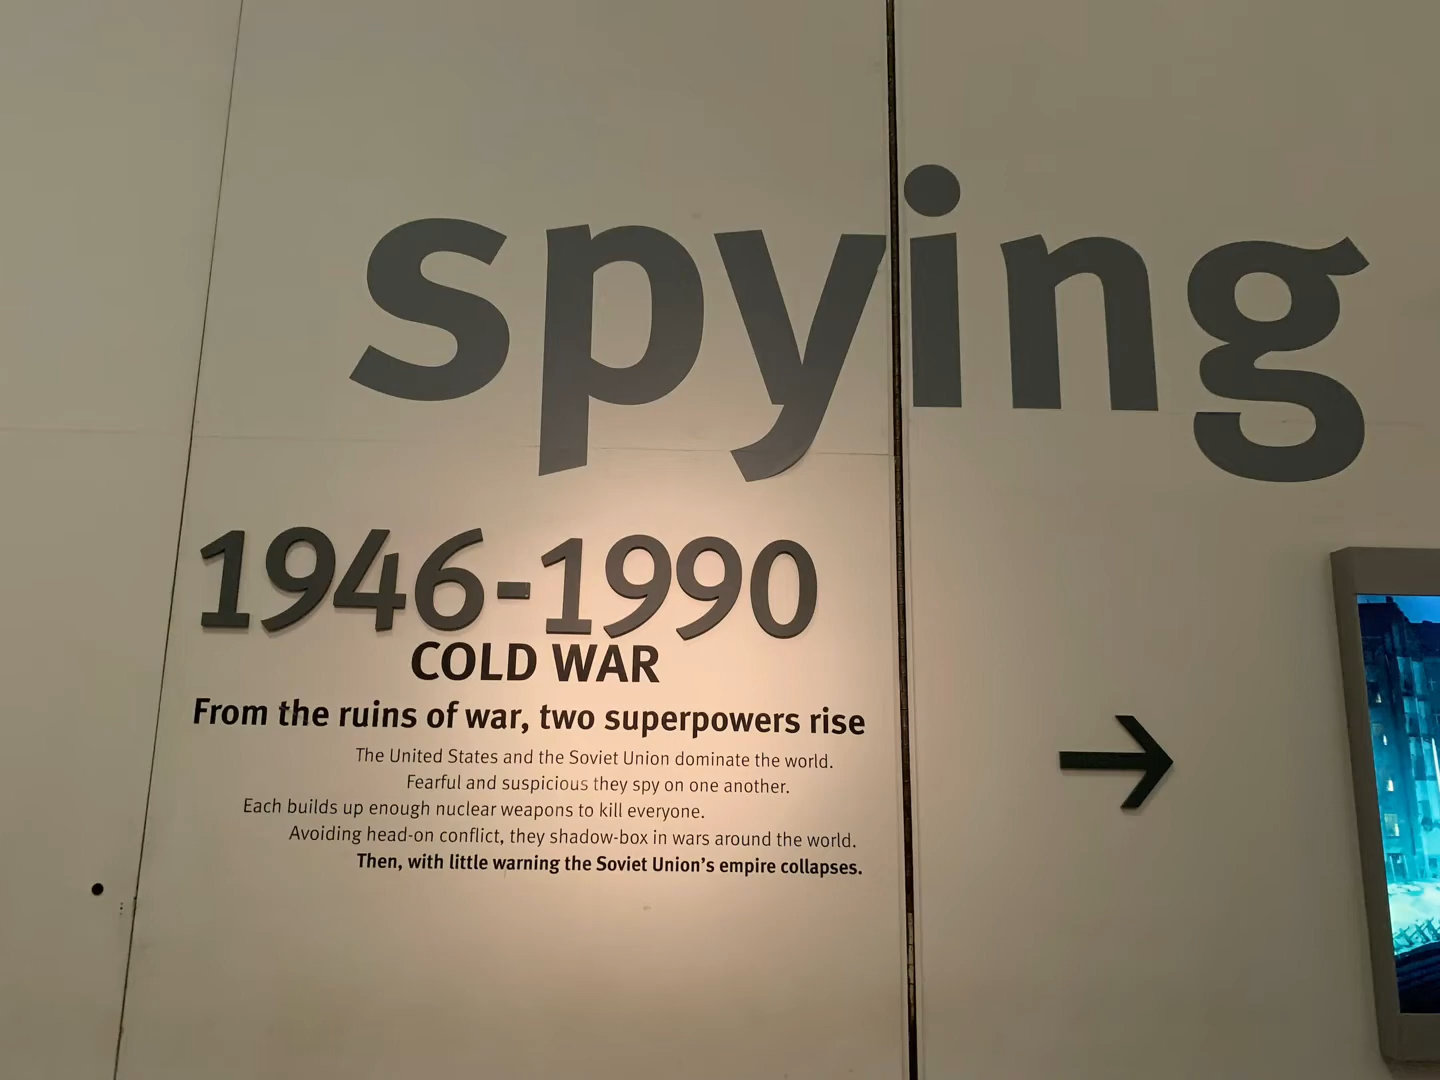 spying
1946-1990
COLD WAR
From the ruins of war, two superpowers rise
The United States and the Soviet Union dominate the world.
Fearful and suspicious they spy on one another.
Each builds up enough nuclear weapons to kill everyone.
Avoiding head-on conflict, they shadow-box in wars around the world.
Then, with little warning the Soviet Union's empire collapses.